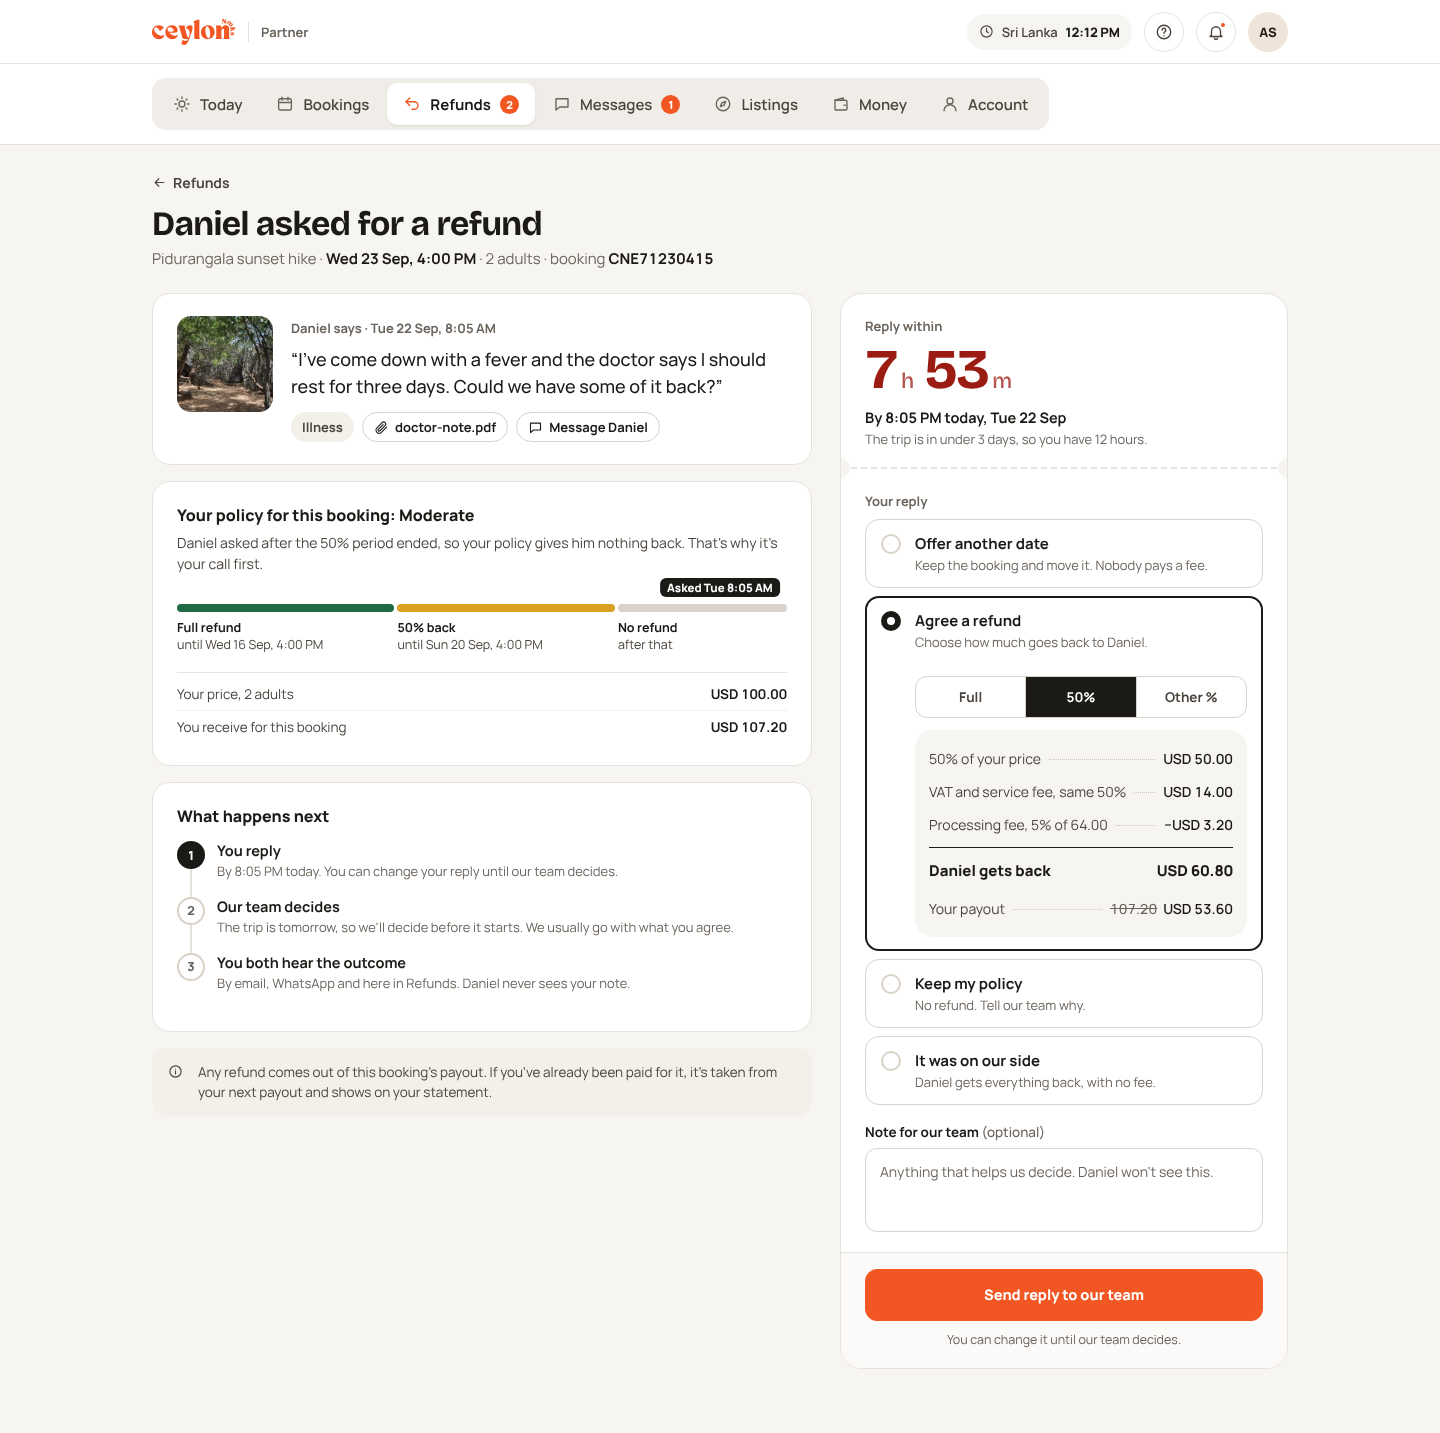 ceylon
Partner
Sri Lanka 12:12 PM
AS
Today
Bookings
Refunds 2
Messages 1
Listings
Money
Account
Refunds
Daniel asked for a refund
Pidurangala sunset hike · Wed 23 Sep, 4:00 PM · 2 adults · booking CNE71230415
Daniel says · Tue 22 Sep, 8:05 AM
“I’ve come down with a fever and the doctor says I should
rest for three days. Could we have some of it back?”
Illness
doctor-note.pdf
Message Daniel
Your policy for this booking: Moderate
Daniel asked after the 50% period ended, so your policy gives him nothing back. That’s why it’s
your call first.
Asked Tue 8:05 AM
Full refund
until Wed 16 Sep, 4:00 PM
50% back
until Sun 20 Sep, 4:00 PM
No refund
after that
Your price, 2 adults USD 100.00
You receive for this booking USD 107.20
What happens next
1 You reply
By 8:05 PM today. You can change your reply until our team decides.
2 Our team decides
The trip is tomorrow, so we’ll decide before it starts. We usually go with what you agree.
3 You both hear the outcome
By email, WhatsApp and here in Refunds. Daniel never sees your note.
Any refund comes out of this booking’s payout. If you’ve already been paid for it, it’s taken from
your next payout and shows on your statement.
Reply within
7 h 53 m
By 8:05 PM today, Tue 22 Sep
The trip is in under 3 days, so you have 12 hours.
Your reply
Offer another date
Keep the booking and move it. Nobody pays a fee.
Agree a refund
Choose how much goes back to Daniel.
Full
50%
Other %
50% of your price USD 50.00
VAT and service fee, same 50% USD 14.00
Processing fee, 5% of 64.00 −USD 3.20
Daniel gets back USD 60.80
Your payout 107.20 USD 53.60
Keep my policy
No refund. Tell our team why.
It was on our side
Daniel gets everything back, with no fee.
Note for our team (optional)
Anything that helps us decide. Daniel won’t see this.
Send reply to our team
You can change it until our team decides.